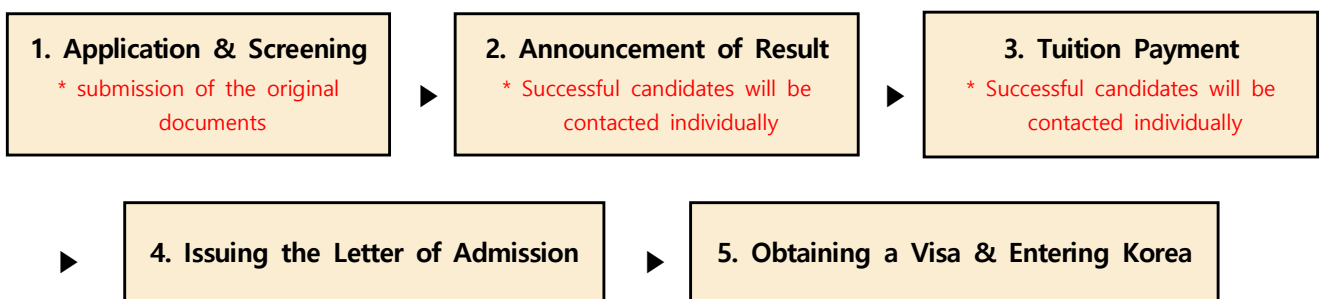 1. Application & Screening
* submission of the original
documents
▶
2. Announcement of Result
* Successful candidates will be
contacted individually
▶
3. Tuition Payment
* Successful candidates will be
contacted individually
▶
4. Issuing the Letter of Admission
▶
5. Obtaining a Visa & Entering Korea